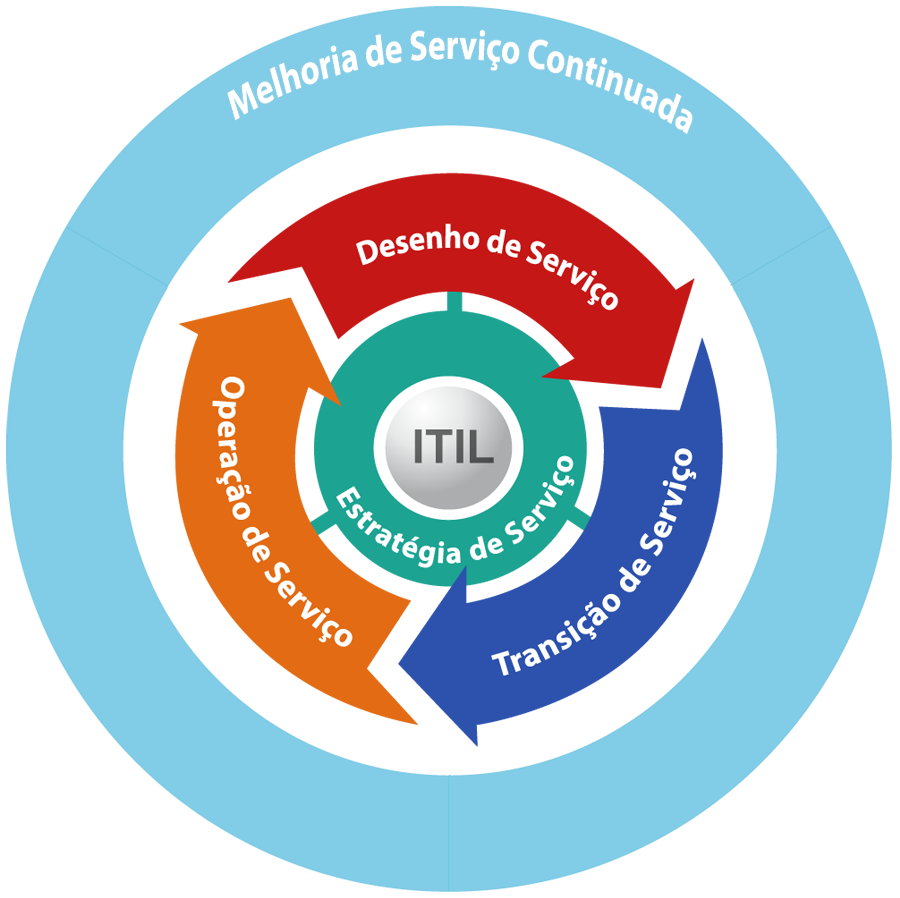 Melhoria de Serviço Continuada
Desenho de Serviço
Operação de Serviço
ITIL
Estratégia de Serviço
Transição de Serviço